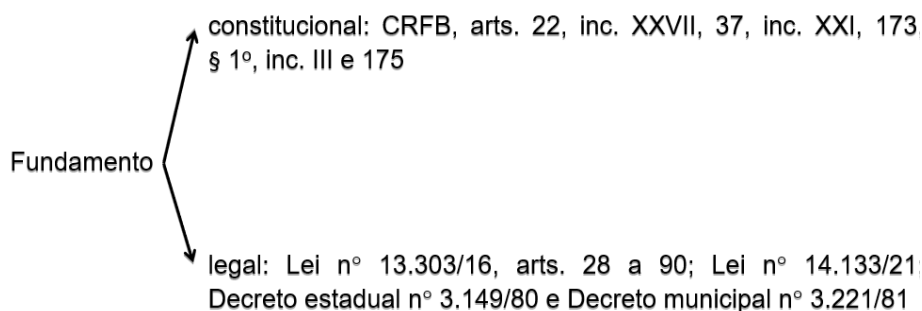 constitucional: CRFB, arts. 22, inc. XXVII, 37, inc. XXI, 173,
§ 1º, inc. III e 175
Fundamento
legal: Lei nº 13.303/16, arts. 28 a 90; Lei nº 14.133/21;
Decreto estadual nº 3.149/80 e Decreto municipal nº 3.221/81